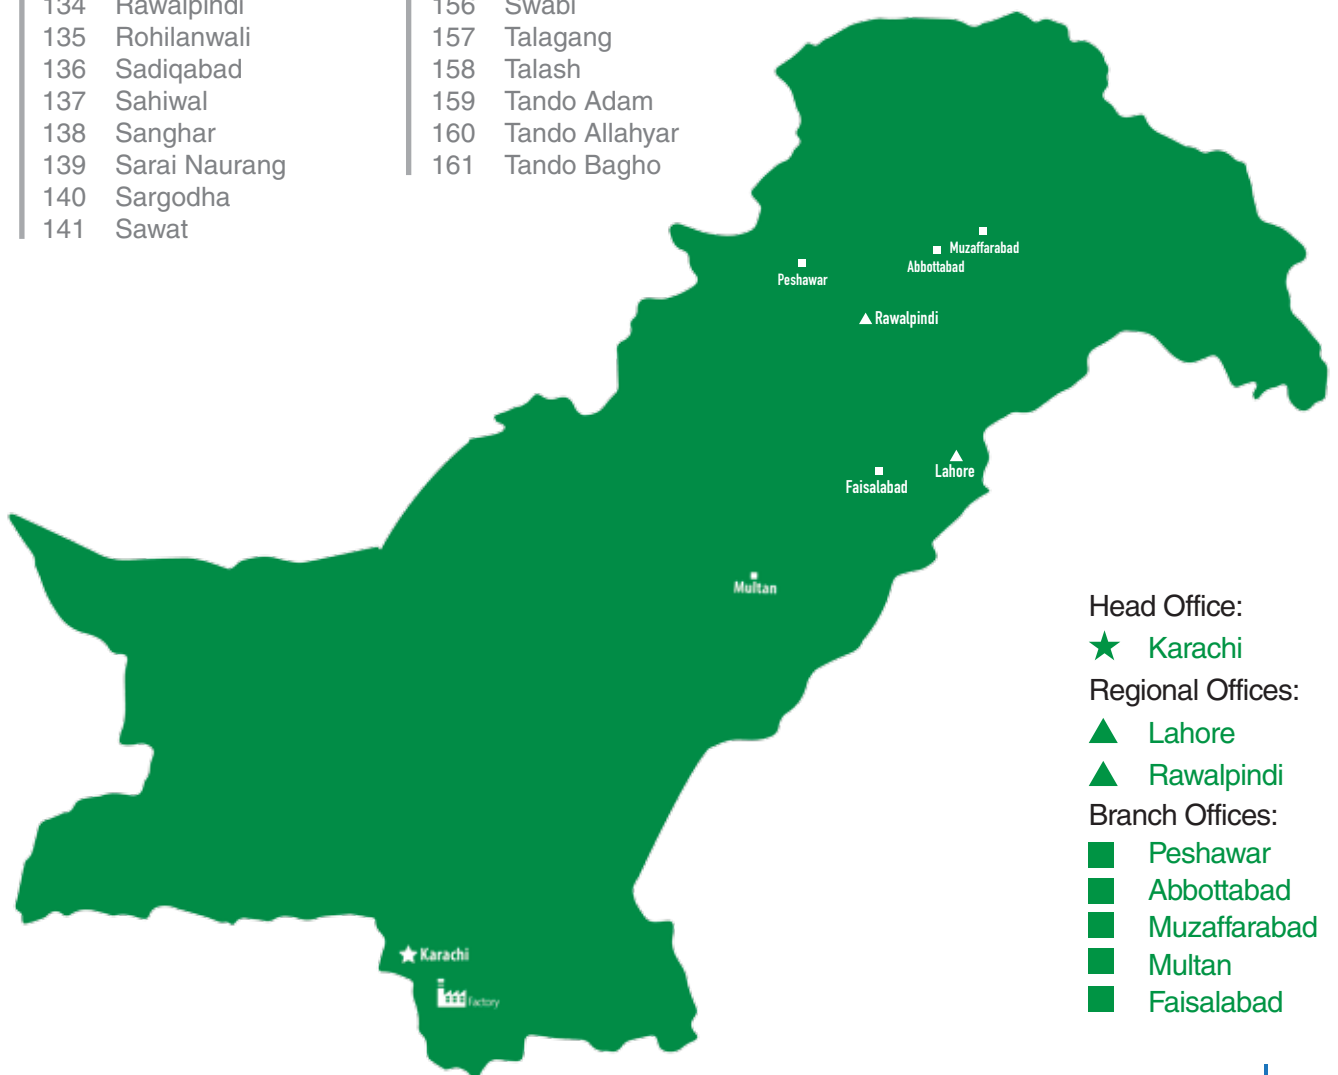 134 Rawalpindi
135 Rohilanwali
136 Sadiqabad
137 Sahiwal
138 Sanghar
139 Sarai Naurang
140 Sargodha
141 Sawat
156 Swabi
157 Talagang
158 Talash
159 Tando Adam
160 Tando Allahyar
161 Tando Bagho
Muzaffarabad
Abbottabad
Peshawar
Rawalpindi
Lahore
Faisalabad
Multan
Karachi
Factory
Head Office:
Karachi
Regional Offices:
Lahore
Rawalpindi
Branch Offices:
Peshawar
Abbottabad
Muzaffarabad
Multan
Faisalabad